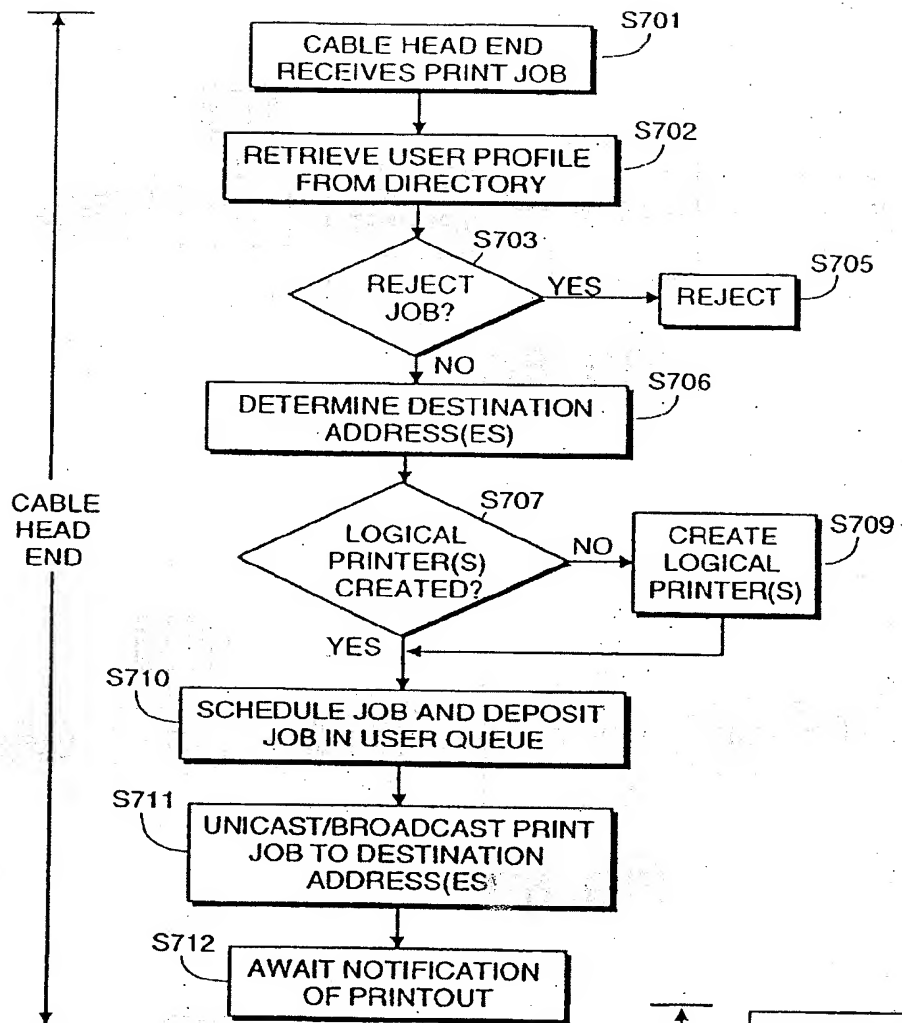 S701
CABLE HEAD END
RECEIVES PRINT JOB
S702
RETRIEVE USER PROFILE
FROM DIRECTORY
S703
REJECT
JOB?
YES
S705
REJECT
NO
S706
DETERMINE DESTINATION
ADDRESS(ES)
CABLE
HEAD
END
S707
LOGICAL
PRINTER(S)
CREATED?
NO
S709
CREATE
LOGICAL
PRINTER(S)
YES
S710
SCHEDULE JOB AND DEPOSIT
JOB IN USER QUEUE
S711
UNICAST/BROADCAST PRINT
JOB TO DESTINATION
ADDRESS(ES
S712
AWAIT NOTIFICATION
OF PRINTOUT